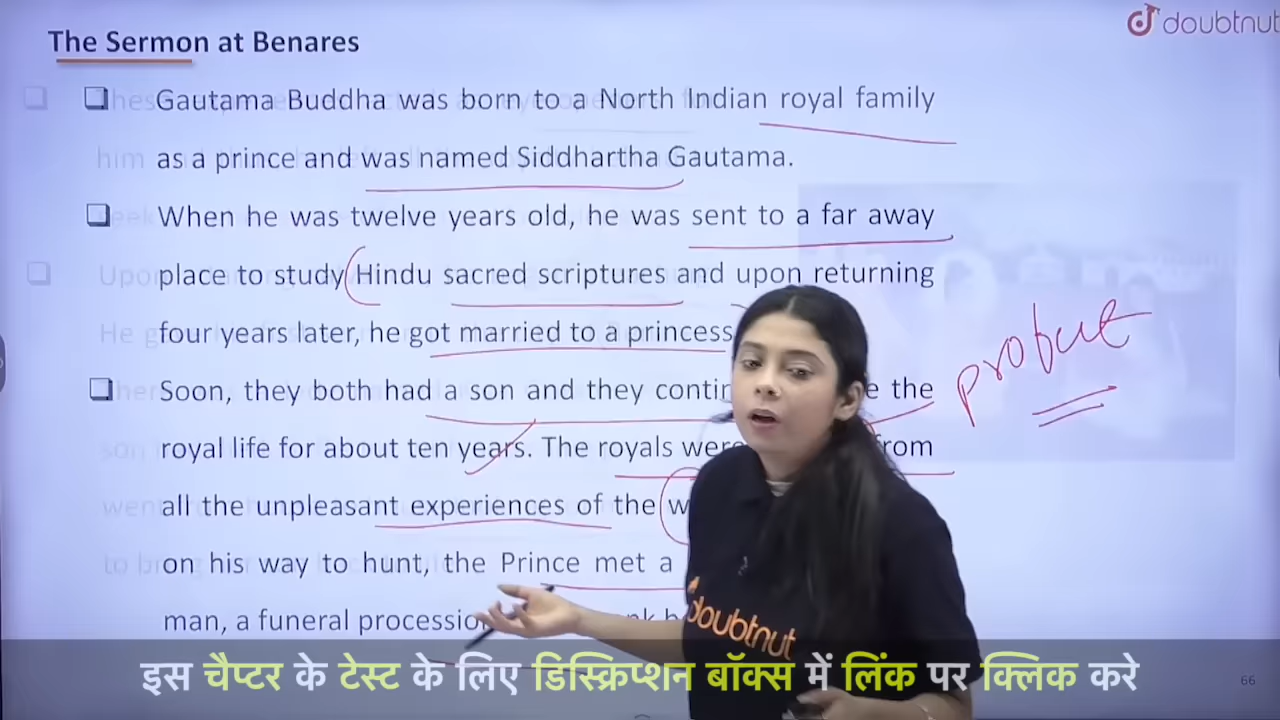 The Sermon at Benares
doubtnut
Gautama Buddha was born to a North Indian royal family
as a prince and was named Siddhartha Gautama.
When he was twelve years old, he was sent to a far away
place to study Hindu sacred scriptures and upon returning
four years later, he got married to a princess
Soon, they both had a son and they contin the
royal life for about ten years. The royals wer from
all the unpleasant experiences of the
on his way to hunt, the Prince met a
man, a funeral procession
doubtnut
इस चैप्टर के टेस्ट के लिए डिस्क्रिप्शन बॉक्स में लिंक पर क्लिक करे
66